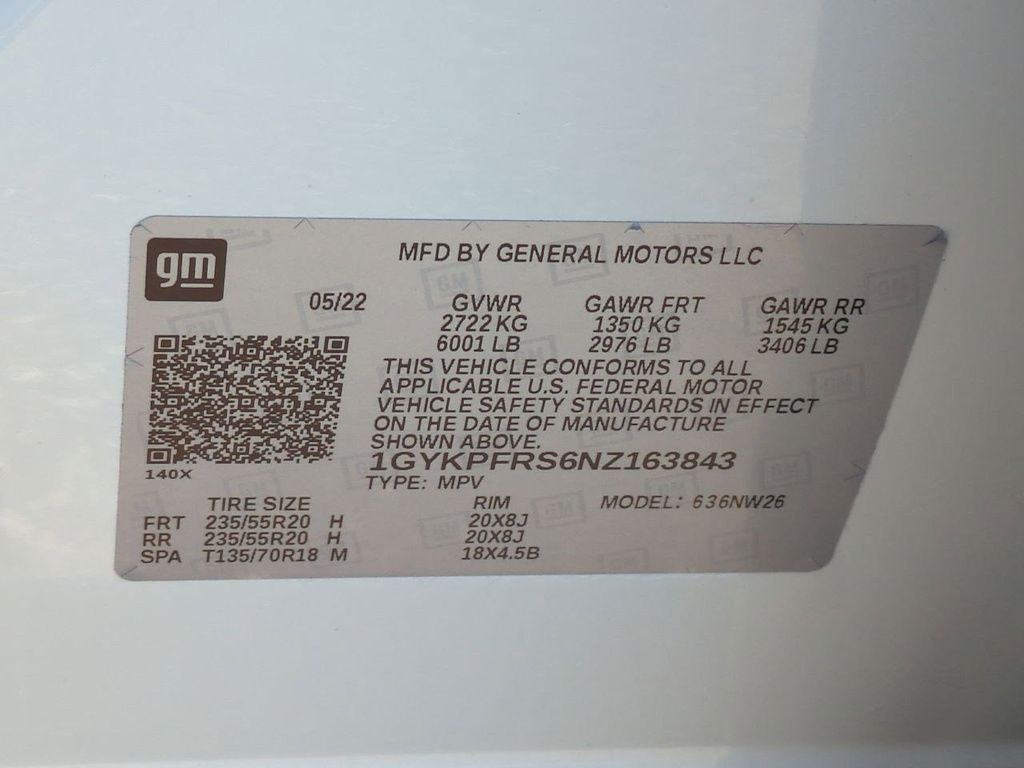 gm
MFD BY GENERAL MOTORS LLC
05/22 GVWR GAWR FRT GAWR RR
2722 KG 1350 KG 1545 KG
6001 LB 2976 LB 3406 LB
THIS VEHICLE CONFORMS TO ALL
APPLICABLE U.S. FEDERAL MOTOR
VEHICLE SAFETY STANDARDS IN EFFECT
ON THE DATE OF MANUFACTURE
SHOWN ABOVE.
1GYKPFRS6NZ163843
140X
TYPE: MPV
TIRE SIZE RIM MODEL: 636NW26
FRT 235/55R20 H 20X8J
RR 235/55R20 H 20X8J
SPA T135/70R18 M 18X4.5B